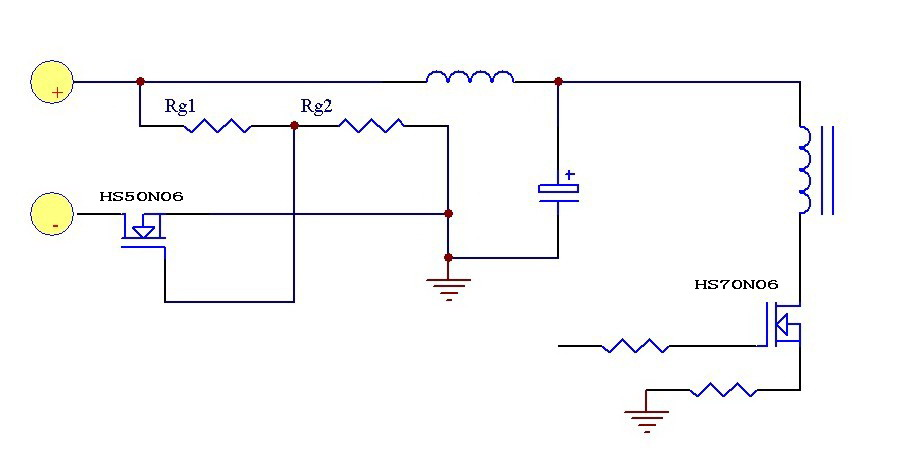 +
Rg1 Rg2
+
HS50N06
-
HS70N06